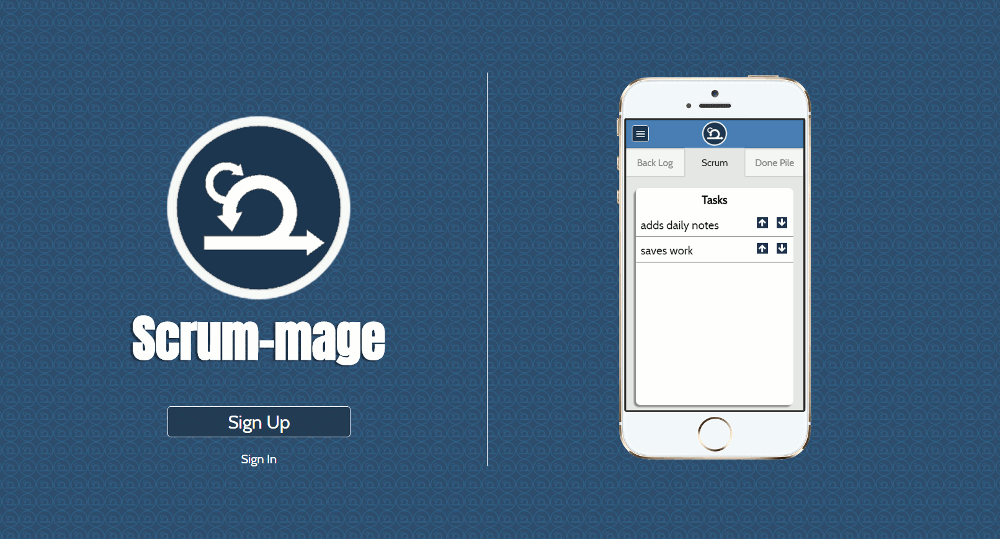 Scrum-mage
Sign Up
Sign In
Back Log Scrum Done Pile
Tasks
adds daily notes
saves work